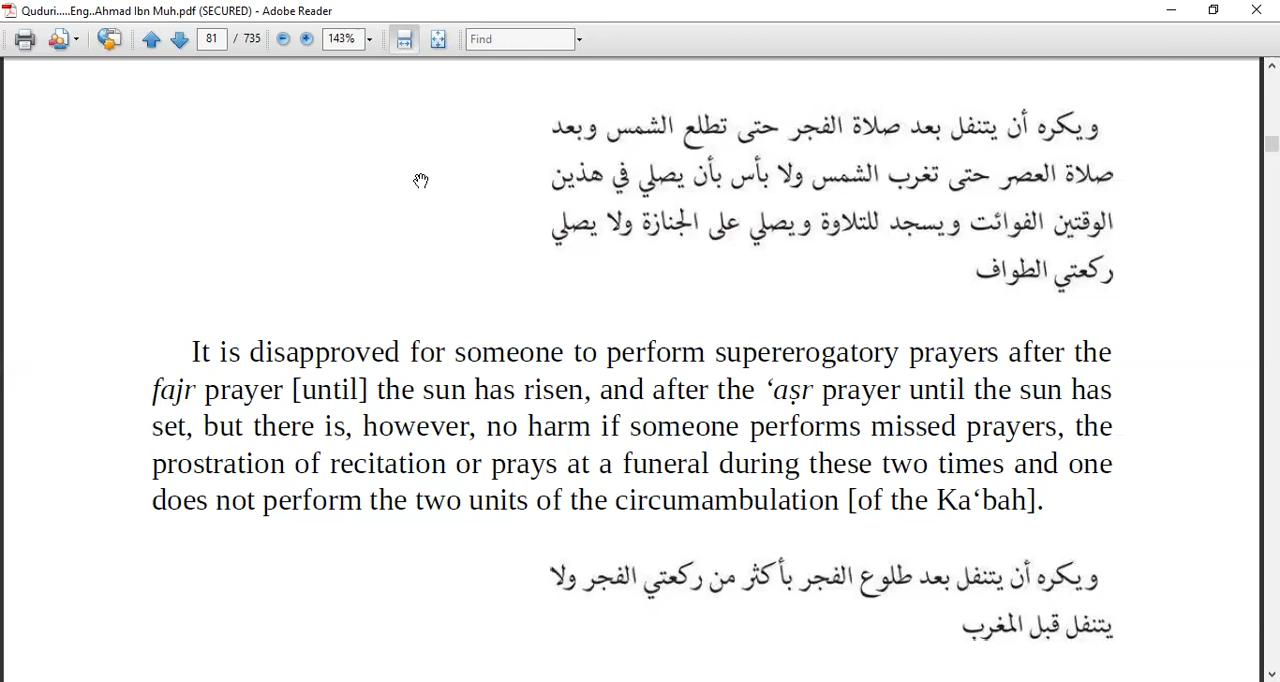 Quduri.....Eng..Ahmad Ibn Muh.pdf (SECURED) - Adobe Reader
81 / 735 143% Find
ويكره أن يتنفل بعد صلاة الفجر حتى تطلع الشمس وبعد
صلاة العصر حتى تغرب الشمس ولا بأس بأن يصلي في هذين
الوقتين الفوائت ويسجد للتلاوة ويصلي على الجنازة ولا يصلي
ركعتي الطواف
It is disapproved for someone to perform supererogatory prayers after the
fajr prayer [until] the sun has risen, and after the ‘aṣr prayer until the sun has
set, but there is, however, no harm if someone performs missed prayers, the
prostration of recitation or prays at a funeral during these two times and one
does not perform the two units of the circumambulation [of the Ka‘bah].
ويكره أن يتنفل بعد طلوع الفجر بأكثر من ركعتي الفجر ولا
يتنفل قبل المغرب